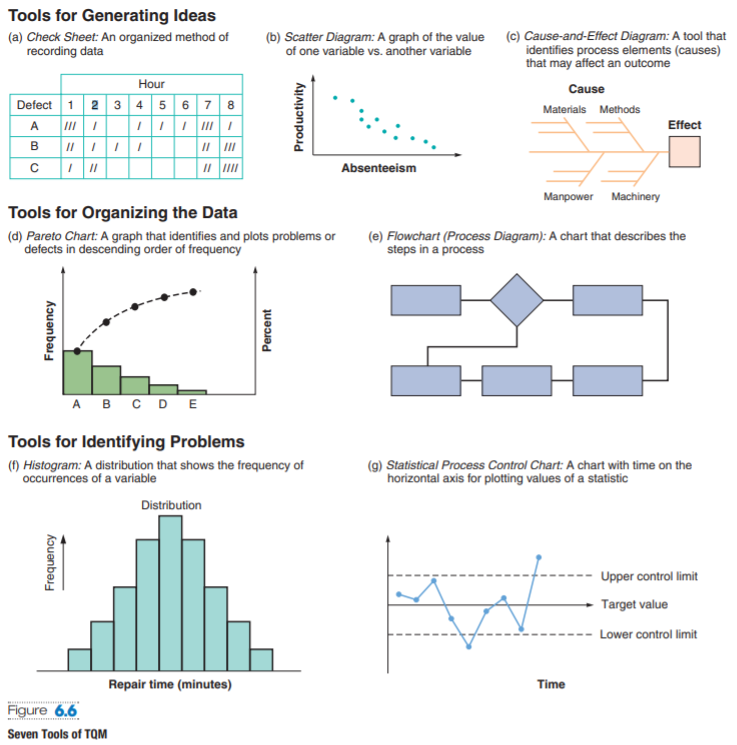 Tools for Generating Ideas
(a) Check Sheet: An organized method of
recording data
Hour
Defect 1 2 3 4 5 6 7 8
A /// / / / / /// /
B // / / / // ///
C / // // ////
(b) Scatter Diagram: A graph of the value
of one variable vs. another variable
Productivity
Absenteeism
(c) Cause-and-Effect Diagram: A tool that
identifies process elements (causes)
that may affect an outcome
Cause
Materials Methods
Effect
Manpower Machinery
Tools for Organizing the Data
(d) Pareto Chart: A graph that identifies and plots problems or
defects in descending order of frequency
Frequency
Percent
A B C D E
(e) Flowchart (Process Diagram): A chart that describes the
steps in a process
Tools for Identifying Problems
(f) Histogram: A distribution that shows the frequency of
occurrences of a variable
Distribution
Frequency
Repair time (minutes)
(g) Statistical Process Control Chart: A chart with time on the
horizontal axis for plotting values of a statistic
Upper control limit
Target value
Lower control limit
Time
Figure 6.6
Seven Tools of TQM